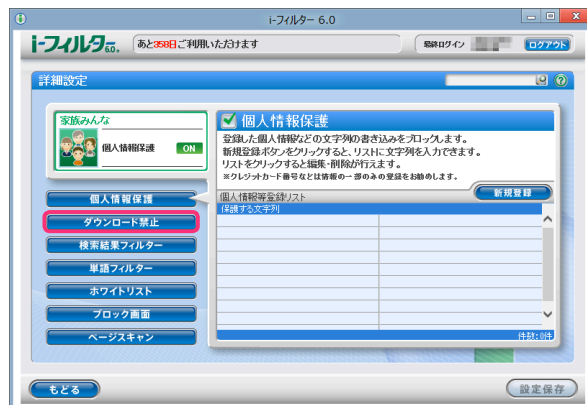 i-フィルター 6.0
i-フィルター 6.0.
あと358日ご利用いただけます
最終ログイン
ログアウト
詳細設定
家族みんな
個人情報保護 ON
個人情報保護
ダウンロード禁止
検索結果フィルター
単語フィルター
ホワイトリスト
ブロック画面
ページスキャン
個人情報保護
登録した個人情報などの文字列の書き込みをブロックします。
新規登録ボタンをクリックすると、リストに文字列を入力できます。
リストをクリックすると編集・削除が行えます。
※クレジットカード番号などは情報の一部のみの登録をお勧めします。
個人情報等登録リスト
新規登録
保護する文字列
件数:0件
もどる
設定保存